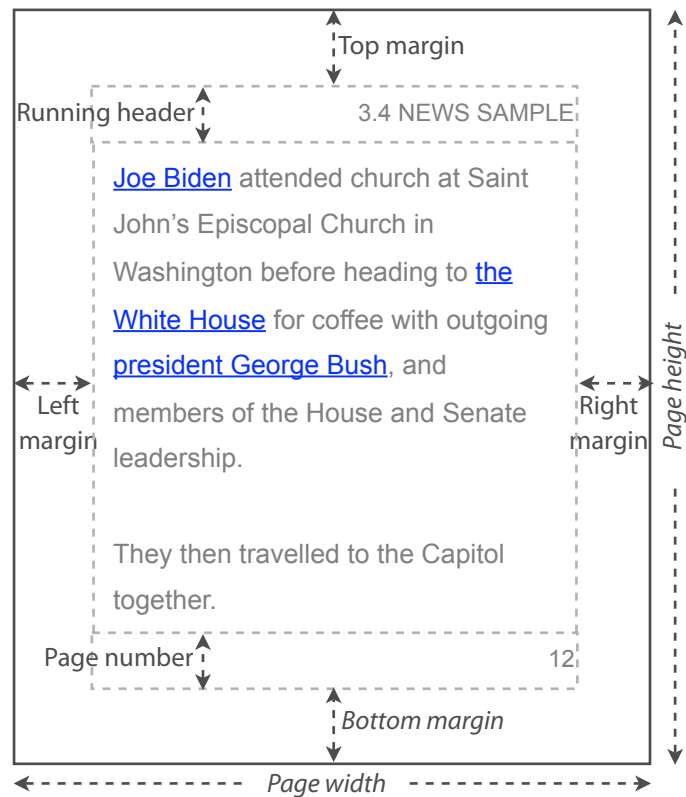 Top margin
Running header
3.4 NEWS SAMPLE
Joe Biden attended church at Saint
John’s Episcopal Church in
Washington before heading to the
White House for coffee with outgoing
president George Bush, and
members of the House and Senate
leadership.
They then travelled to the Capitol
together.
Left
margin
Right
margin
Page height
Page number
12
Bottom margin
Page width